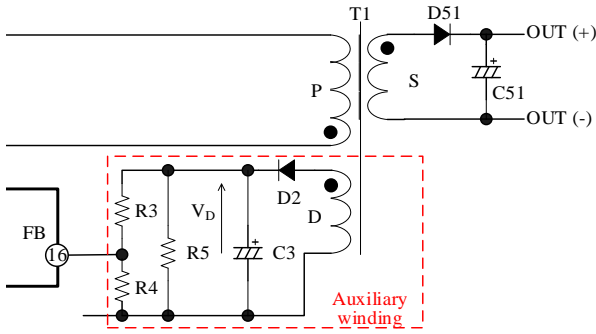 T1
D51
OUT (+)
P
S
C51
OUT (-)
D2
R3
VD
D
FB
16
R5
C3
R4
Auxiliary
winding
+
+